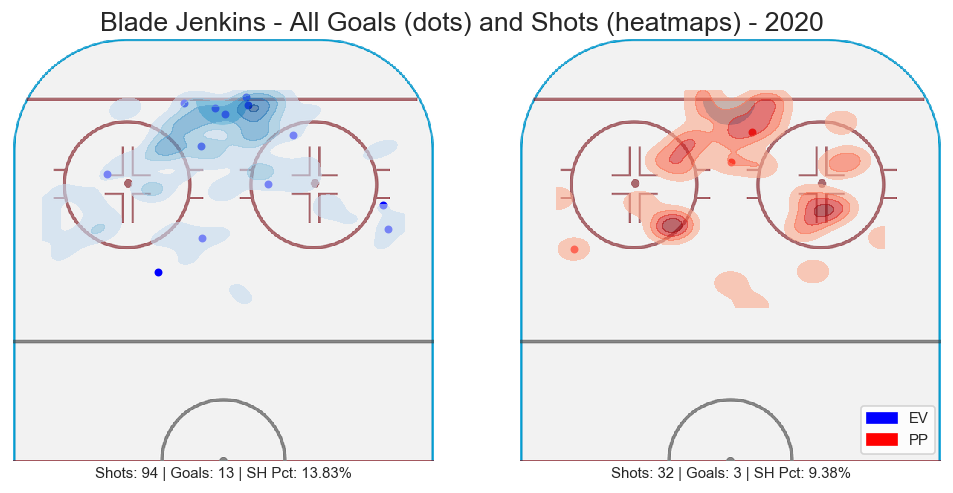 Blade Jenkins - All Goals (dots) and Shots (heatmaps) - 2020
EV
PP
Shots: 94 | Goals: 13 | SH Pct: 13.83%
Shots: 32 | Goals: 3 | SH Pct: 9.38%